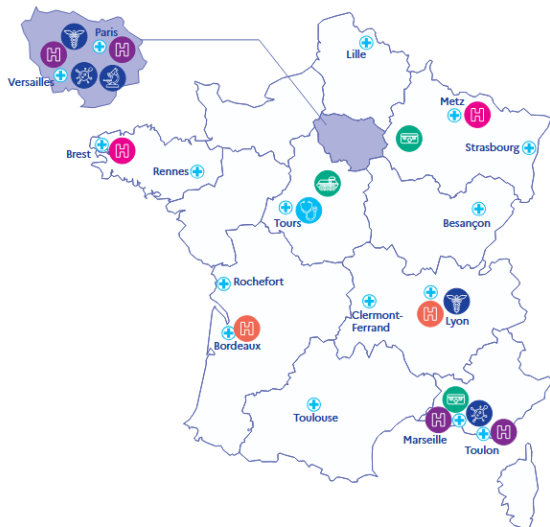 Paris
H
H
Versailles
Lille
Metz
H
Strasbourg
Brest
H
Rennes
Tours
Besançon
Rochefort
Clermont-
Ferrand
H
Lyon
H
Bordeaux
Toulouse
H
Marseille
H
Toulon